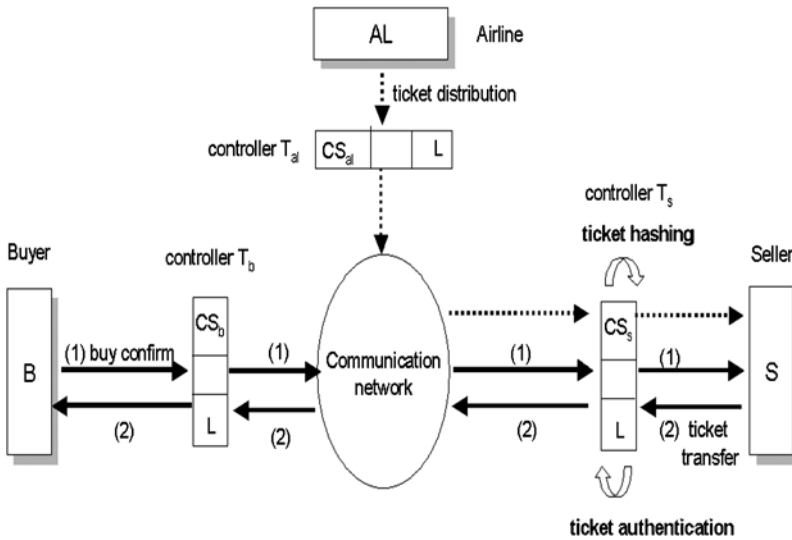 AL
Airline
ticket distribution
controller Tal
CSal
L
controller Ts
ticket hashing
Buyer
controller Tb
Seller
CSb
CSs
(1) buy confirm
(1)
(1)
(1)
B
Communication
network
S
(2)
L
(2)
(2)
L
(2) ticket
transfer
ticket authentication